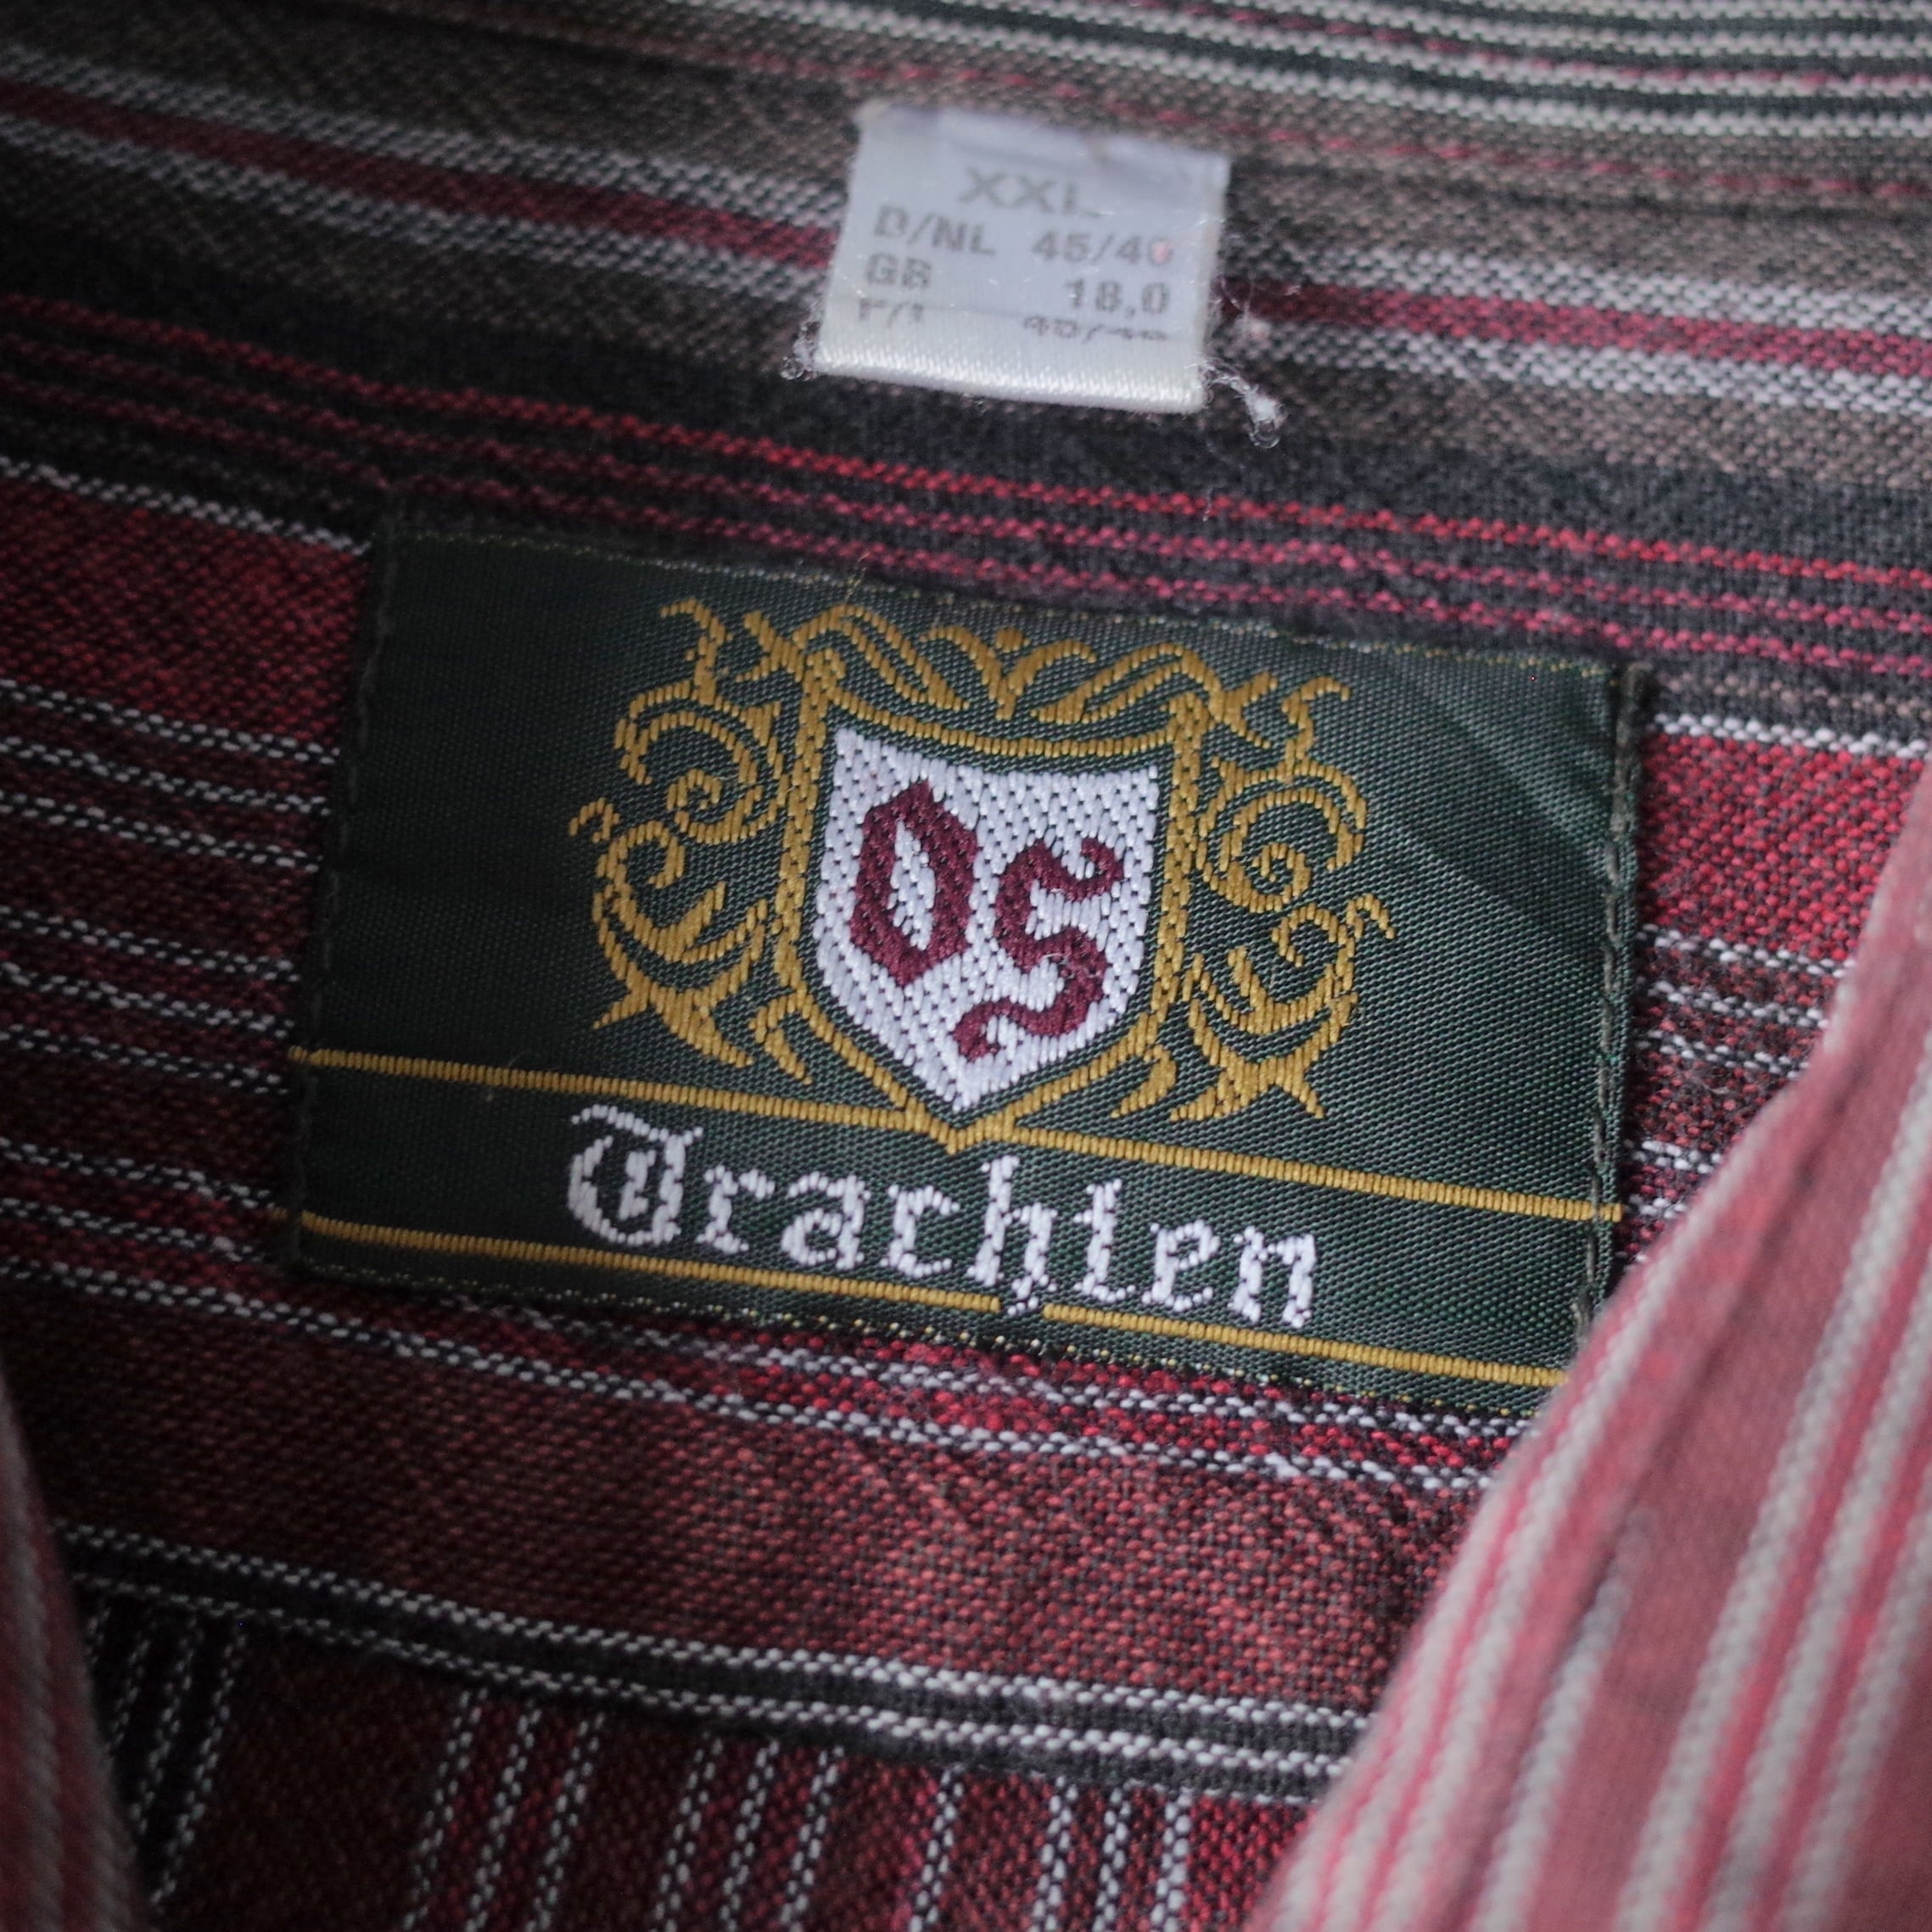 XXL
D/NL 45/46
GB 18,0
OS
Trachten